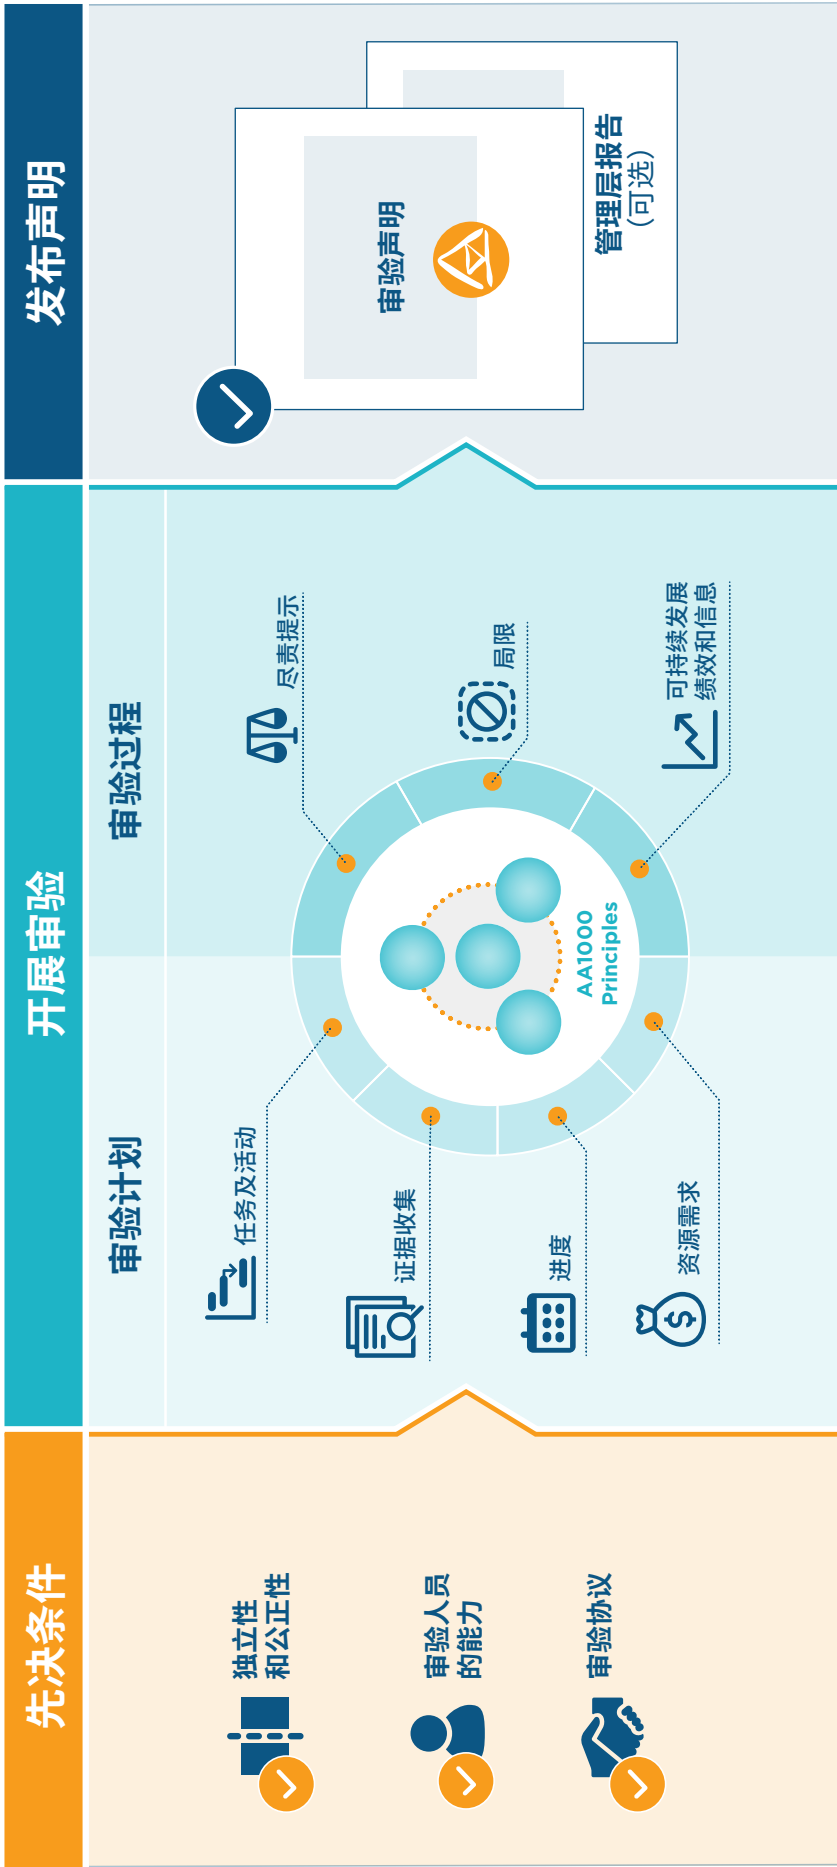 先决条件
独立性
和公正性
审验人员
的能力
审验协议
开展审验
审验计划
任务及活动
证据收集
进度
资源需求
审验过程
尽责提示
局限
可持续发展
绩效和信息
AA1000
Principles
发布声明
审验声明
管理层报告
（可选）